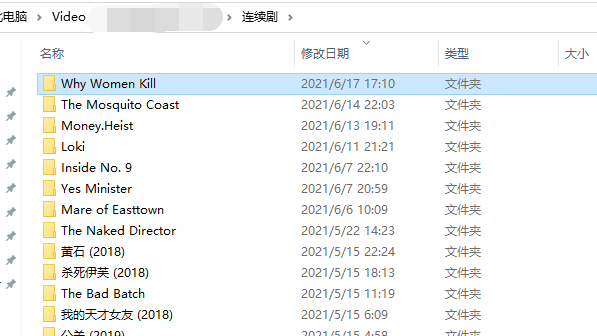 此电脑 › Video › 连续剧 ›
名称 修改日期 类型 大小
Why Women Kill 2021/6/17 17:10 文件夹
The Mosquito Coast 2021/6/14 22:03 文件夹
Money.Heist 2021/6/13 19:11 文件夹
Loki 2021/6/11 21:21 文件夹
Inside No. 9 2021/6/7 22:10 文件夹
Yes Minister 2021/6/7 20:59 文件夹
Mare of Easttown 2021/6/6 10:09 文件夹
The Naked Director 2021/5/22 14:23 文件夹
黄石 (2018) 2021/5/15 22:24 文件夹
杀死伊芙 (2018) 2021/5/15 18:13 文件夹
The Bad Batch 2021/5/15 11:19 文件夹
我的天才女友 (2018) 2021/5/15 6:09 文件夹
公关 (2019) 2021/5/15 4:58 文件夹